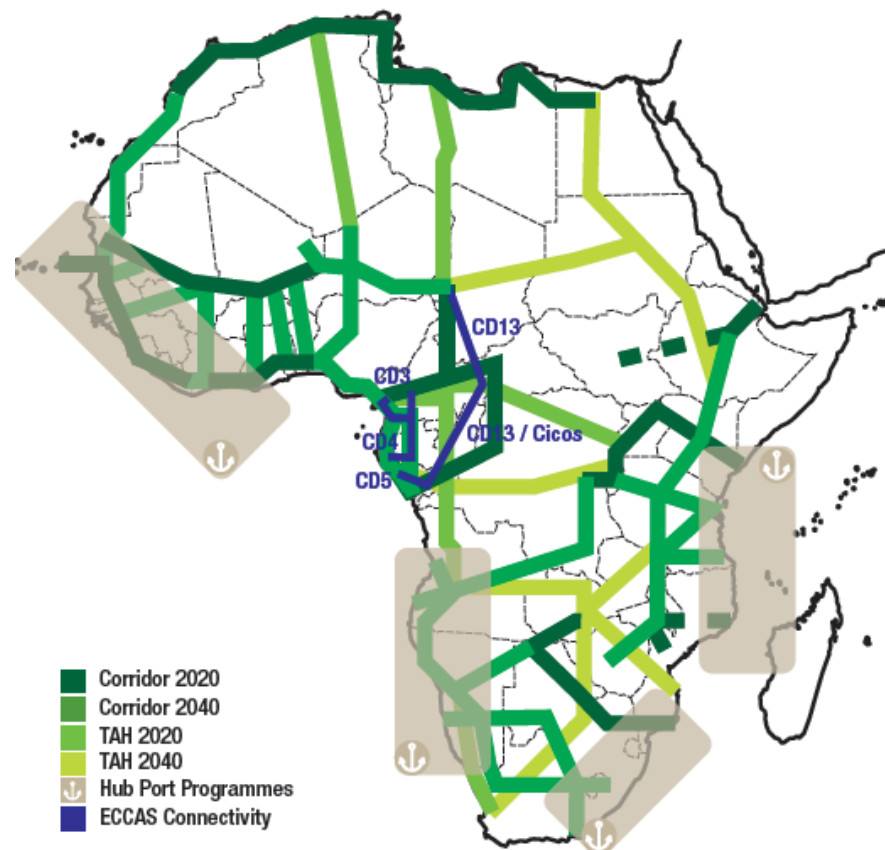 CD13
CD3
CD13 / Cicos
CD4
CD5
Corridor 2020
Corridor 2040
TAH 2020
TAH 2040
Hub Port Programmes
ECCAS Connectivity